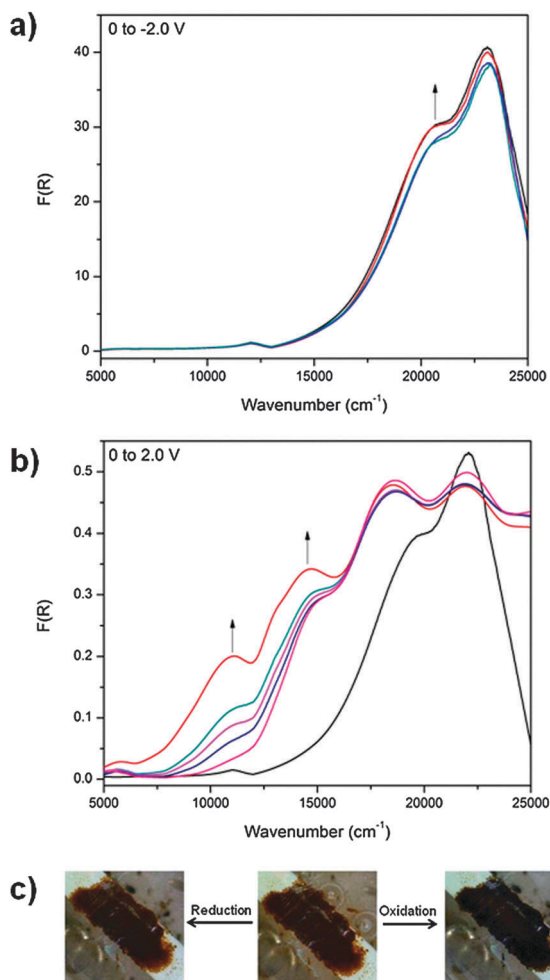 a)
0 to -2.0 V
40
30
20
10
0
F(R)
5000 10000 15000 20000 25000
Wavenumber (cm⁻¹)
b)
0 to 2.0 V
0.5
0.4
0.3
0.2
0.1
0.0
F(R)
5000 10000 15000 20000 25000
Wavenumber (cm⁻¹)
c)
Reduction Oxidation